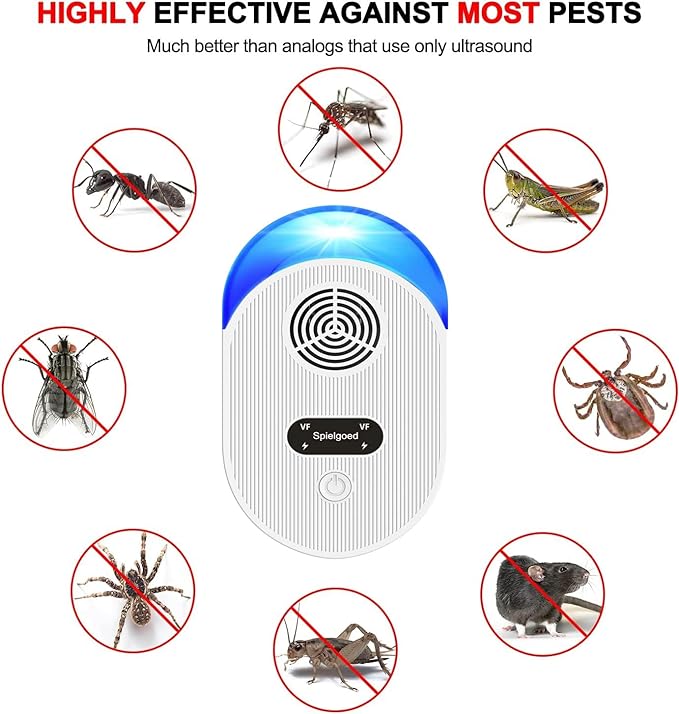 HIGHLY EFFECTIVE AGAINST MOST PESTS
Much better than analogs that use only ultrasound
VF VF
Spielgoed